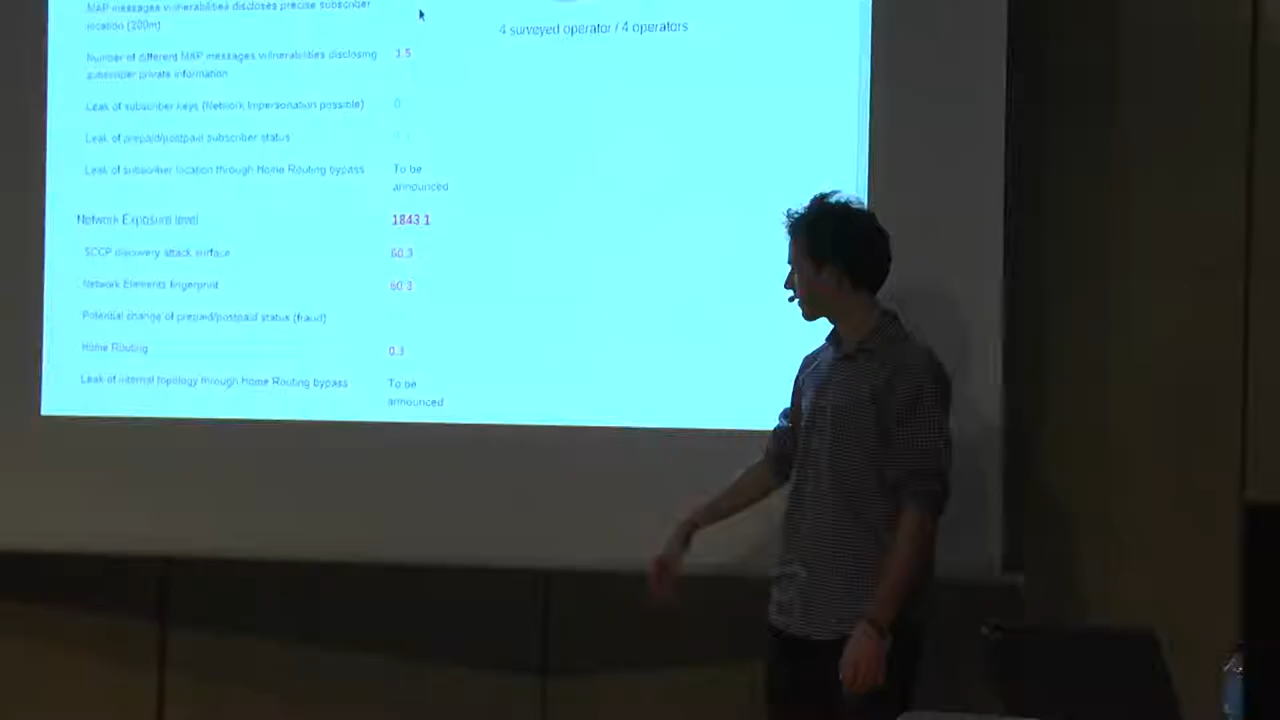 MAP messages vulnerabilities discloses precise subscriber
location (200m)
4 surveyed operator / 4 operators
Number of different MAP messages vulnerabilities disclosing 1.5
subscriber private information
Leak of subscriber keys (Network Impersonation possible) 0
Leak of prepaid/postpaid subscriber status
Leak of subscriber location through Home Routing bypass To be
announced
Network Exposure level 1843.1
SCCP discovery attack surface 60.3
Network Elements fingerprint 60.3
Potential change of prepaid/postpaid status (fraud)
Home Routing 0.3
Leak of internal topology through Home Routing bypass To be
announced